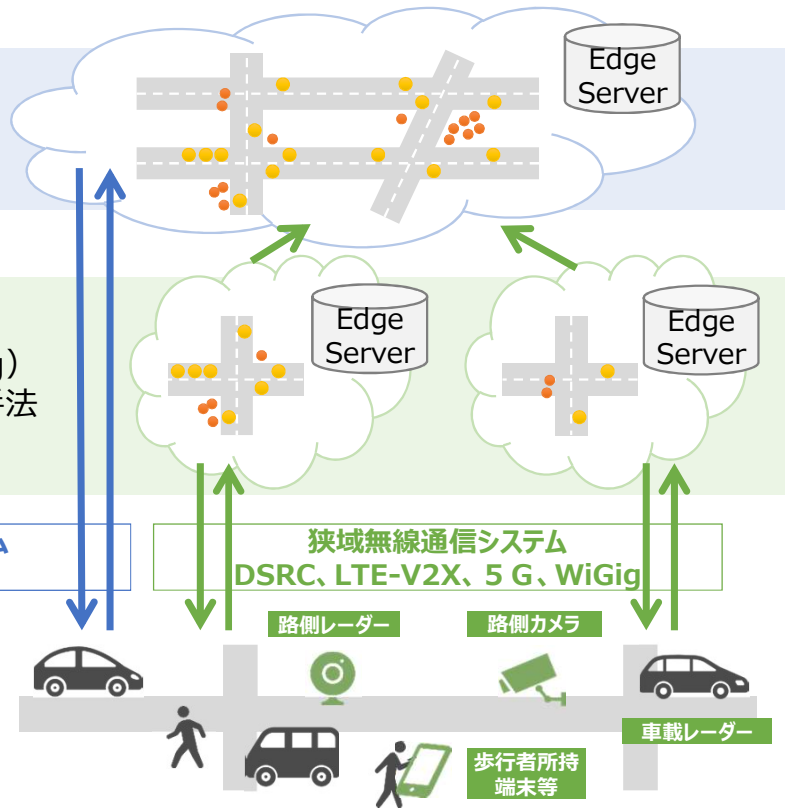 Edge
Server
Edge
Server
Edge
Server
)
法
狭域無線通信システム
DSRC、LTE-V2X、5 G、WiGig
路側レーダー
路側カメラ
車載レーダー
歩行者所持
端末等